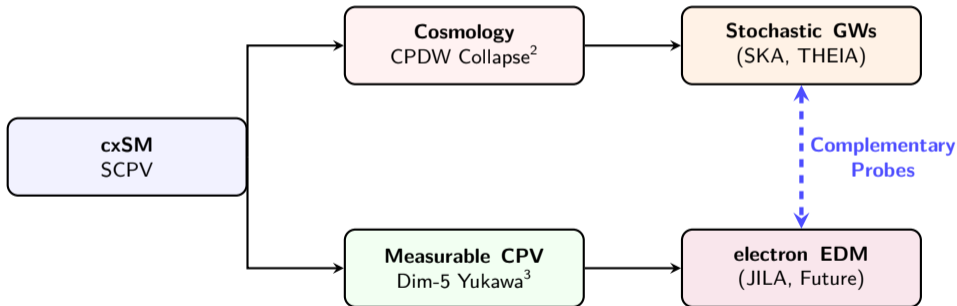 cxSM
SCPV
Cosmology
CPDW Collapse²
Stochastic GWs
(SKA, THEIA)
Complementary
Probes
Measurable CPV
Dim-5 Yukawa³
electron EDM
(JILA, Future)